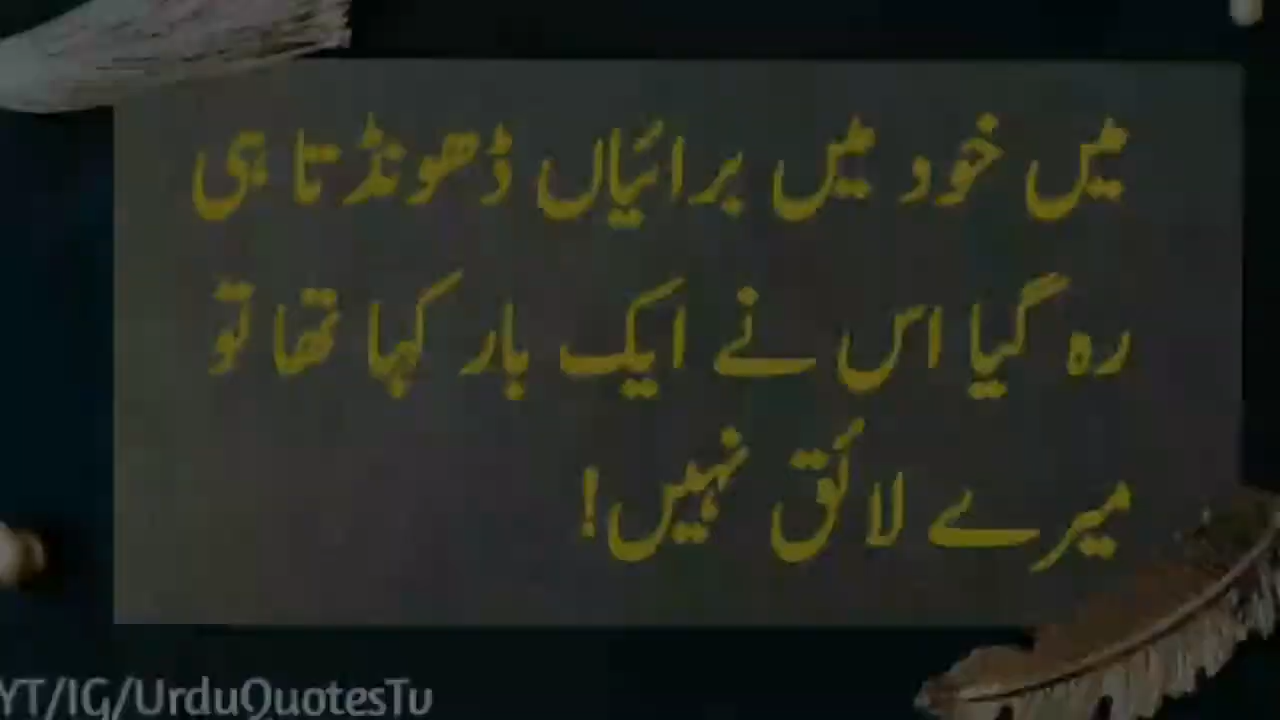 میں خود میں برائیاں ڈھونڈتا ہی
رہ گیا اس نے ایک بار کہا تھا تو
میرے لائق نہیں!
YT/IG/UrduQuotesTv